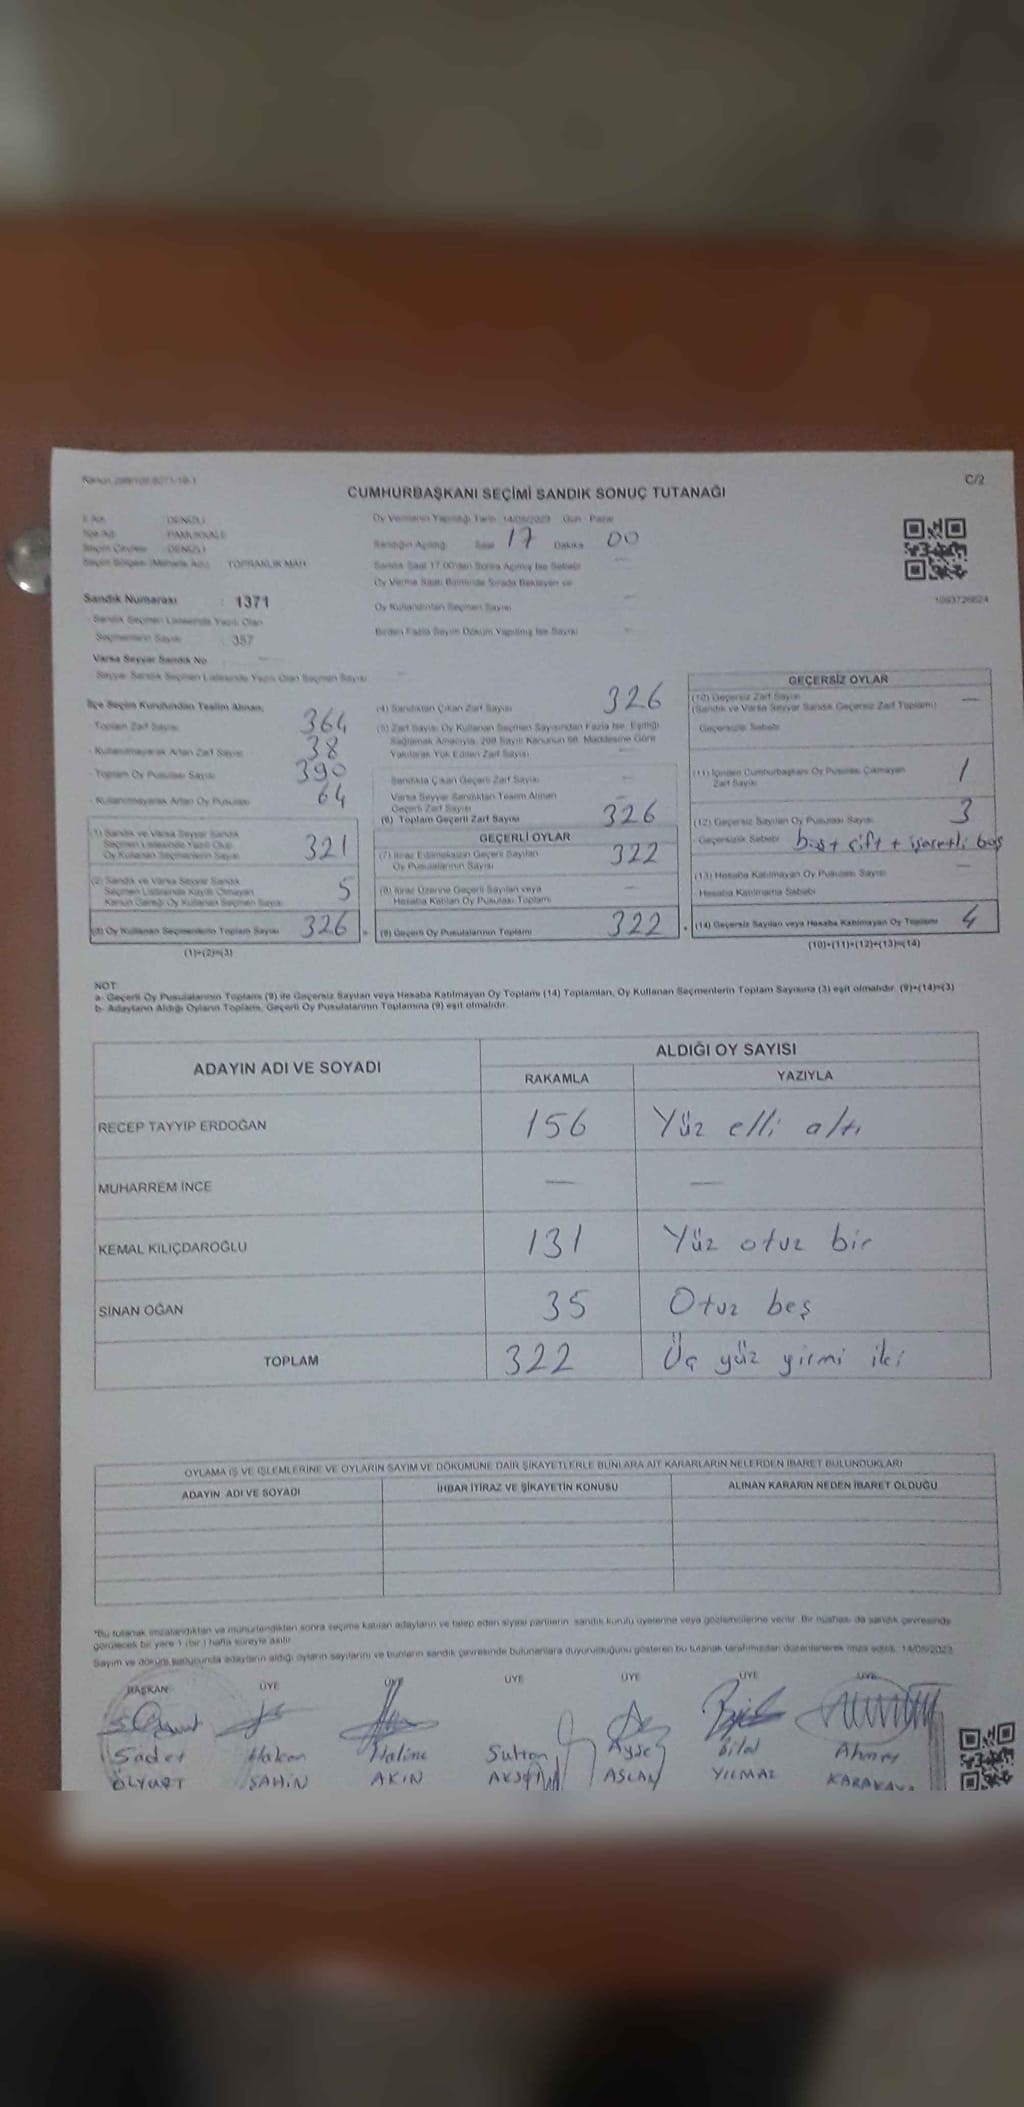 C/2
CUMHURBAŞKANI SEÇİMİ SANDIK SONUÇ TUTANAĞI
DENİZLİ
Oy Vermenin Yapıldığı Tarih 14/05/2023 Gün Pazar
PAMUKKALE
Sandığın Açılışı Saat 17 Dakika 00
Seçim Çevresi DENİZLİ
Sandık Saat 17.00'den Sonra Açılmış İse Sebebi
TOPRAKLIK MAH
Oy Verme Saati Bitiminde Sırada Bekleyen ve
Oy Kullandırılan Seçmen Sayısı
Sandık Numarası : 1371
Sandık Seçmen Listesinde Yazılı Olan
Seçmenlerin Sayısı : 357
Birden Fazla Sayım Döküm Yapılmış İse Sayısı
Varsa Seyyar Sandık No
Seyyar Sandık Seçmen Listesinde Yazılı Olan Seçmen Sayısı
İlçe Seçim Kurulundan Teslim Alınan;
- Toplam Zarf Sayısı 364
- Kullanılmayarak Artan Zarf Sayısı 38
- Toplam Oy Pusulası Sayısı 390
- Kullanılmayarak Artan Oy Pusulası 64
(1) Sandık ve Varsa Seyyar Sandık
Seçmen Listesinde Yazılı Olup
Oy Kullanan Seçmenlerin Sayısı 321
(2) Sandık ve Varsa Seyyar Sandık
Seçmen Listesinde Kayıtlı Olmayan
Kanun Gereği Oy Kullanan Seçmen Sayısı 5
(3) Oy Kullanan Seçmenlerin Toplam Sayısı 326
(1)+(2)=(3)
(4) Sandıktan Çıkan Zarf Sayısı 326
(5) Zarf Sayısı Oy Kullanan Seçmen Sayısından Fazla İse, Eşitliği
Sağlamak Amacıyla, 298 Sayılı Kanunun 98. Maddesine Göre
Yakılarak Yok Edilen Zarf Sayısı
Sandıkta Çıkan Geçerli Zarf Sayısı
Varsa Seyyar Sandıktan Teslim Alınan
Geçerli Zarf Sayısı
(6) Toplam Geçerli Zarf Sayısı 326
GEÇERLİ OYLAR
(7) İtiraz Edilmeksizin Geçerli Sayılan
Oy Pusulalarının Sayısı 322
(8) İtiraz Üzerine Geçerli Sayılan veya
Hesaba Katılan Oy Pusulası Toplamı
(9) Geçerli Oy Pusulalarının Toplamı 322
GEÇERSİZ OYLAR
(10) Geçersiz Zarf Sayısı
(Sandık ve Varsa Seyyar Sandık Geçersiz Zarf Toplamı)
Geçersizlik Sebebi
(11) İçinden Cumhurbaşkanı Oy Pusulası Çıkmayan
Zarf Sayısı 1
(12) Geçersiz Sayılan Oy Pusulası Sayısı 3
Geçersizlik Sebebi boş + çift + işaretli boş
(13) Hesaba Katılmayan Oy Pusulası Sayısı
Hesaba Katılmama Sebebi
(14) Geçersiz Sayılan veya Hesaba Katılmayan Oy Toplamı 4
(10)+(11)+(12)+(13)=(14)
NOT:
a- Geçerli Oy Pusulalarının Toplamı (9) ile Geçersiz Sayılan veya Hesaba Katılmayan Oy Toplamı (14) Toplamları, Oy Kullanan Seçmenlerin Toplam Sayısına (3) eşit olmalıdır. (9)+(14)=(3)
b- Adayların Aldığı Oyların Toplamı, Geçerli Oy Pusulalarının Toplamına (9) eşit olmalıdır.
ADAYIN ADI VE SOYADI
ALDIĞI OY SAYISI
RAKAMLA YAZIYLA
RECEP TAYYİP ERDOĞAN 156 Yüz elli altı
MUHARREM İNCE — —
KEMAL KILIÇDAROĞLU 131 Yüz otuz bir
SİNAN OĞAN 35 Otuz beş
TOPLAM 322 Üç yüz yirmi iki
OYLAMA İŞ VE İŞLEMLERİNE VE OYLARIN SAYIM VE DÖKÜMÜNE DAİR ŞİKAYETLERLE BUNLARA AİT KARARLARIN NELERDEN İBARET BULUNDUKLARI
ADAYIN ADI VE SOYADI İHBAR İTİRAZ VE ŞİKAYETİN KONUSU ALINAN KARARIN NEDEN İBARET OLDUĞU
*Bu tutanak imzalandıktan ve mühürlendikten sonra seçime katılan adayların ve talep eden siyasi partilerin sandık kurulu üyelerine veya gözlemcilerine verilir. Bir nüshası da sandık çevresinde
görülecek bir yere 1 (bir) hafta süreyle asılır.
Sayım ve döküm sonucunda adayların aldığı oyların sayılarını ve bunların sandık çevresinde bulunanlara duyurulduğunu gösteren bu tutanak tarafımızdan düzenlenerek imza edildi. 14/05/2023
BAŞKAN ÜYE ÜYE ÜYE ÜYE ÜYE ÜYE
Hakan Halime Sultan Ayşe Bilal
ŞAHİN AKIN ASLAN YILMAZ